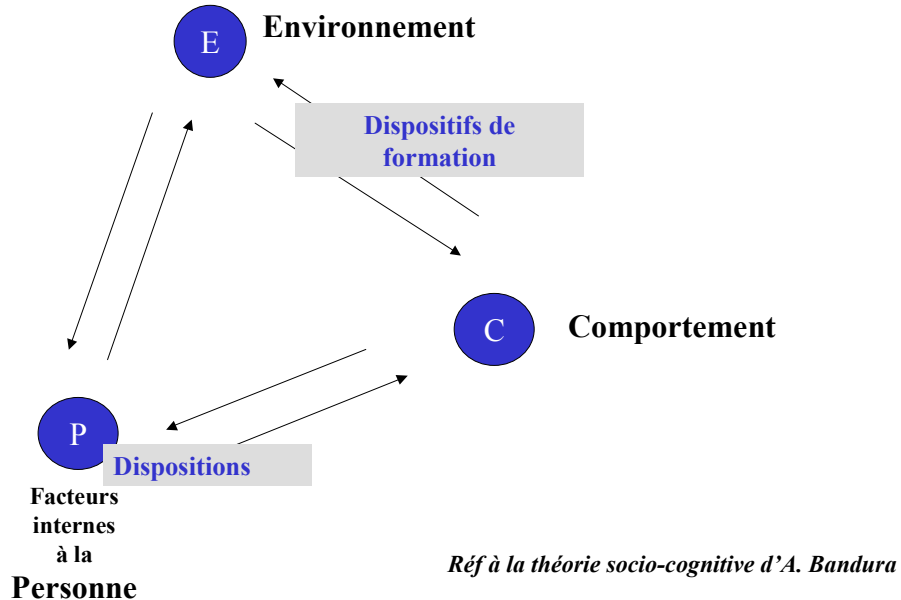 E
Environnement
Dispositifs de
formation
C
Comportement
P
Dispositions
Facteurs
internes
à la
Personne
Réf à la théorie socio-cognitive d’A. Bandura